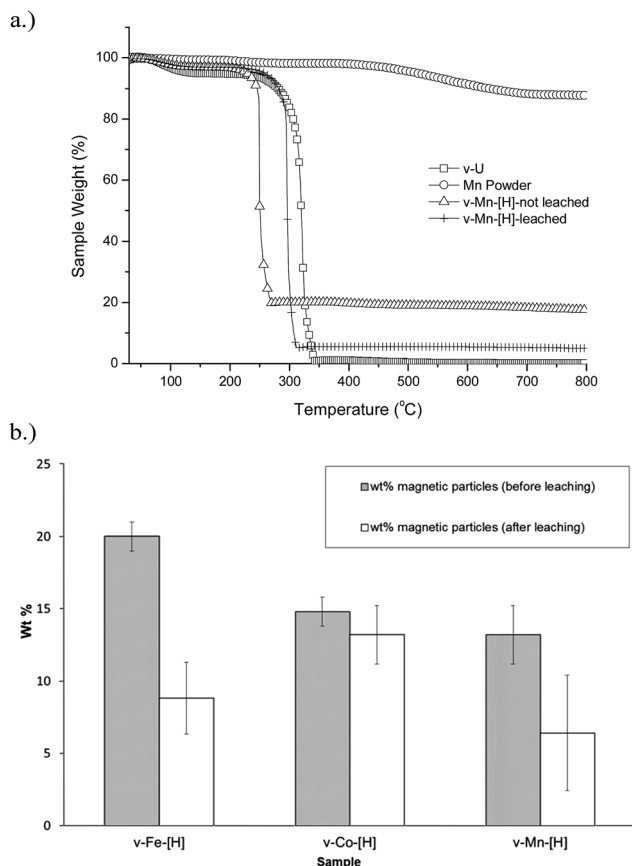 a.)
100
80
60
40
20
0
Sample Weight (%)
v-U
Mn Powder
v-Mn-[H]-not leached
v-Mn-[H]-leached
100 200 300 400 500 600 700 800
Temperature (°C)
b.)
25
20
15
10
5
0
Wt %
wt% magnetic particles (before leaching)
wt% magnetic particles (after leaching)
v-Fe-[H] v-Co-[H] v-Mn-[H]
Sample